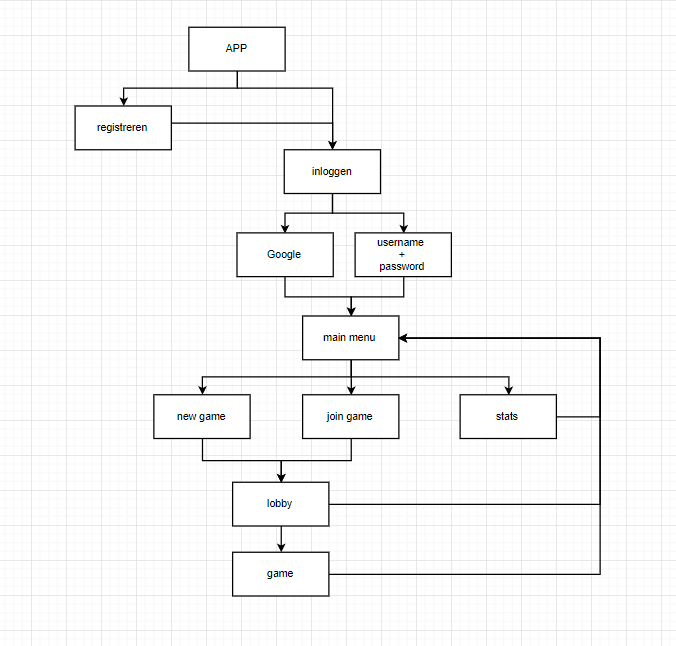 APP
registreren
inloggen
Google
username
+
password
main menu
new game
join game
stats
lobby
game